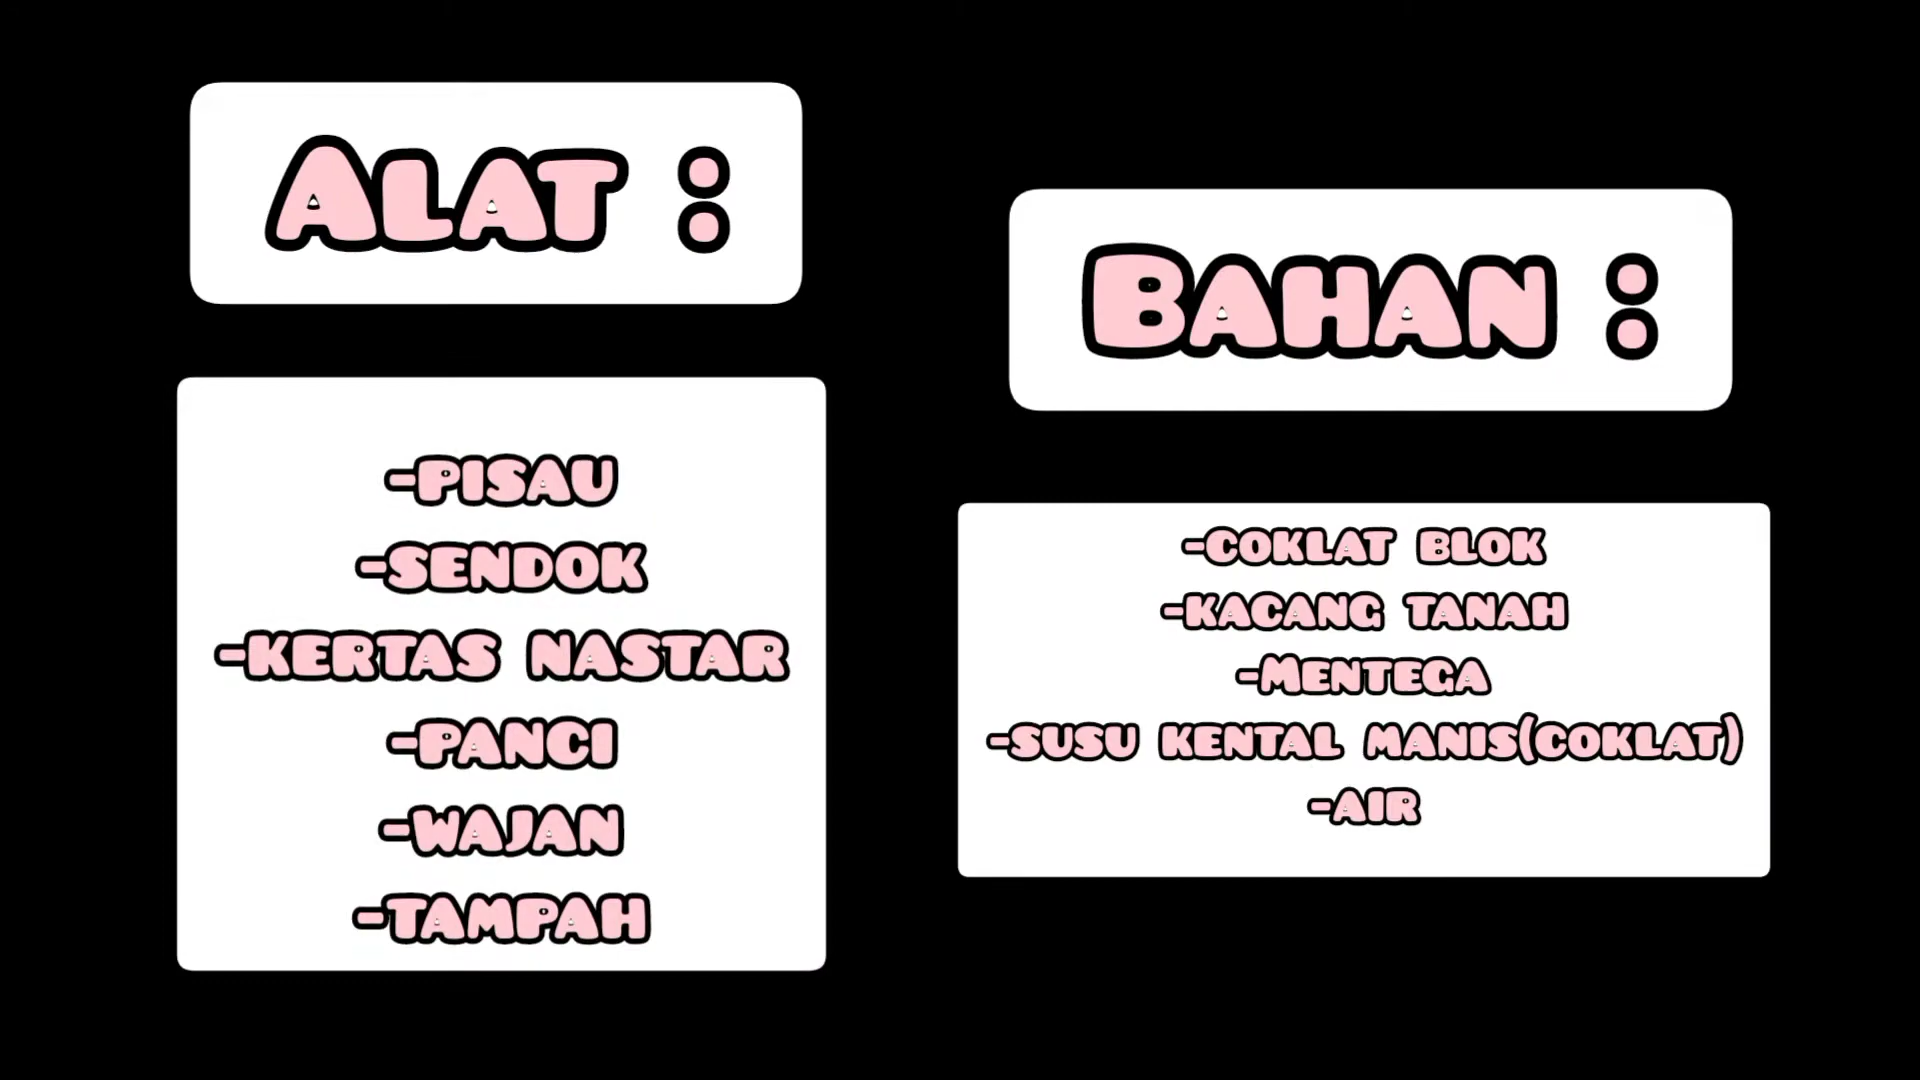 Alat :
-PISAU
-SENDOK
-KERTAS NASTAR
-PANCI
-WAJAN
-TAMPAH
Bahan :
-COKLAT BLOK
-KACANG TANAH
-MENTEGA
-SUSU KENTAL MANIS(COKLAT)
-AIR